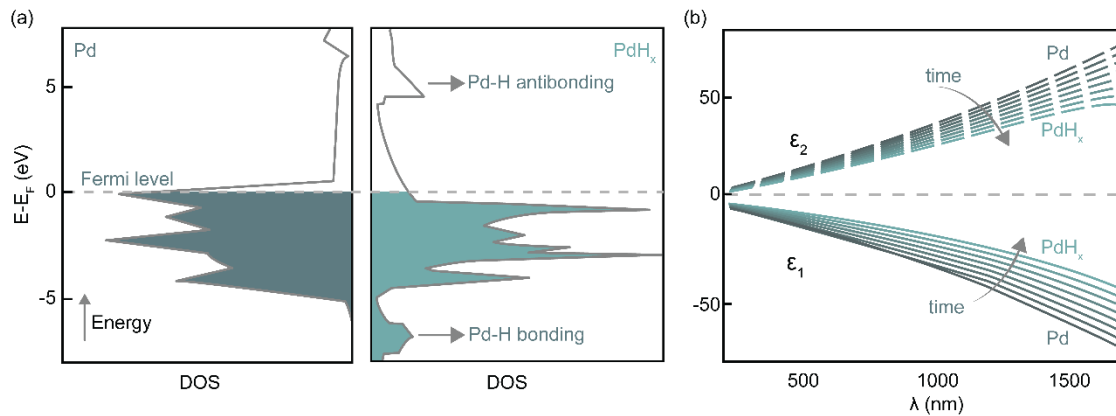 (a)
Pd
PdHₓ
Pd-H antibonding
5
E-E_F (eV)
Fermi level
0
-5
Energy
Pd-H bonding
DOS
DOS
(b)
Pd
time
50
PdHₓ
ε₂
0
PdHₓ
ε₁
time
-50
Pd
500
1000
1500
λ (nm)